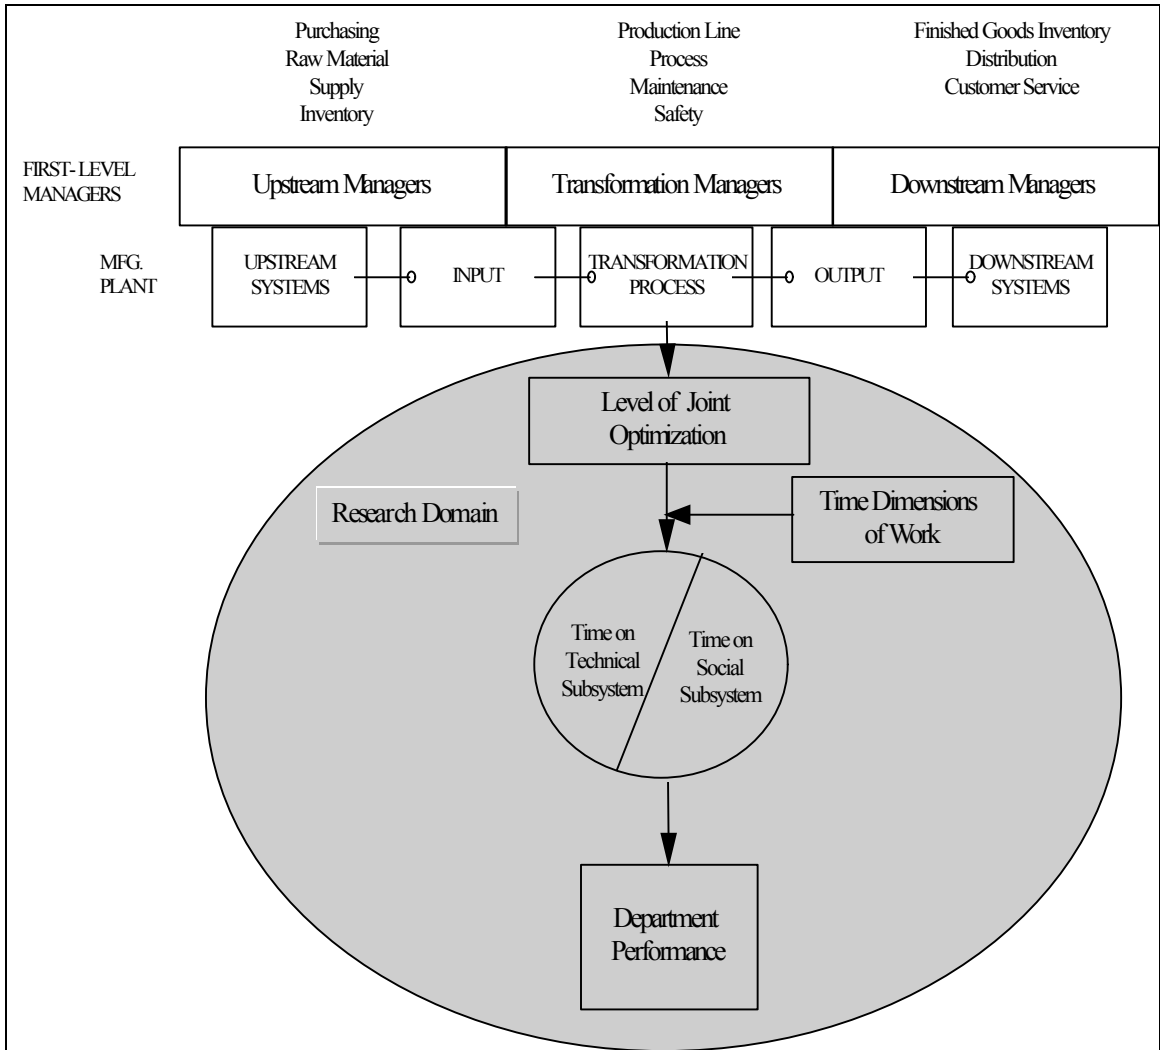 Purchasing
Raw Material
Supply
Inventory
Production Line
Process
Maintenance
Safety
Finished Goods Inventory
Distribution
Customer Service
FIRST- LEVEL
MANAGERS
Upstream Managers
Transformation Managers
Downstream Managers
MFG.
PLANT
UPSTREAM
SYSTEMS
INPUT
TRANSFORMATION
PROCESS
OUTPUT
DOWNSTREAM
SYSTEMS
Level of Joint
Optimization
Research Domain
Time Dimensions
of Work
Time on
Technical
Subsystem
Time on
Social
Subsystem
Department
Performance